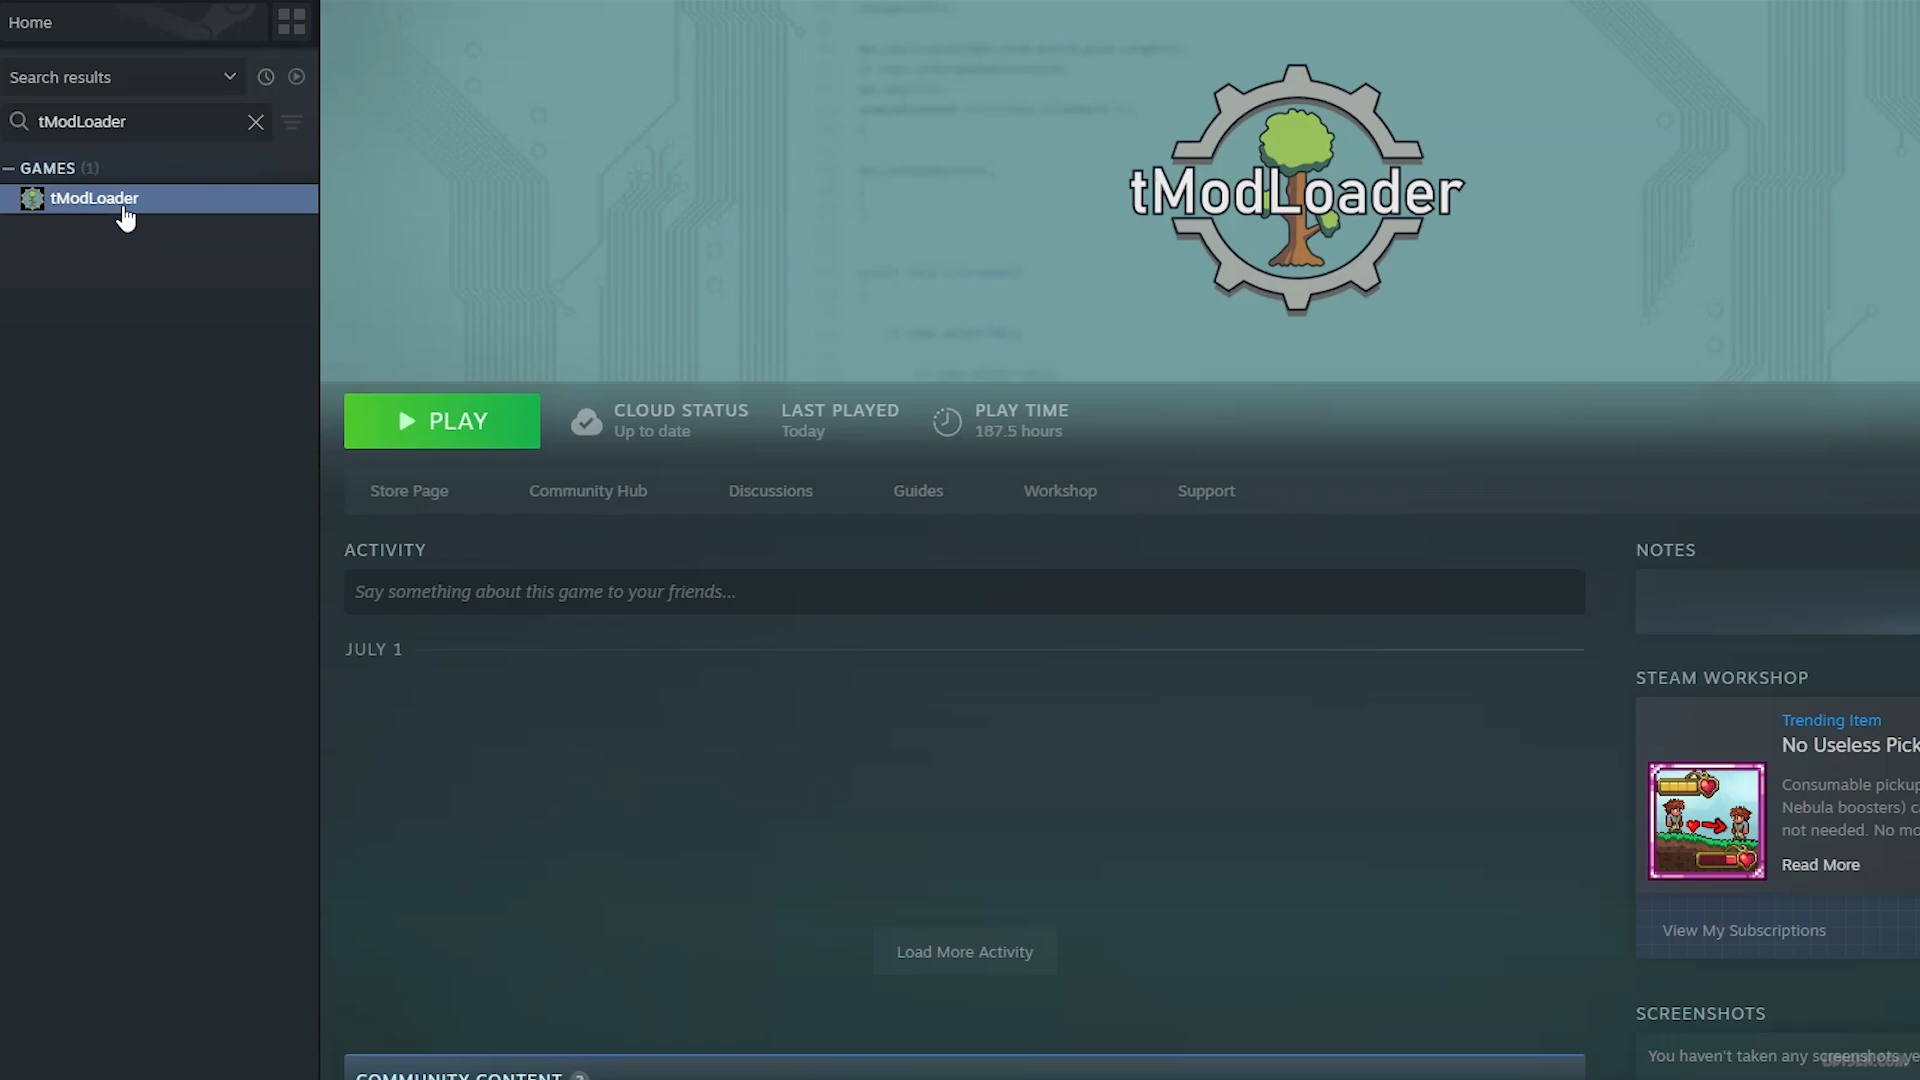 Home
Search results
tModLoader
GAMES (1)
tModLoader
tModLoader
PLAY
CLOUD STATUS
Up to date
LAST PLAYED
Today
PLAY TIME
187.5 hours
Store Page
Community Hub
Discussions
Guides
Workshop
Support
ACTIVITY
Say something about this game to your friends...
JULY 1
Load More Activity
COMMUNITY CONTENT
NOTES
STEAM WORKSHOP
Trending Item
No Useless Pick
Consumable pickup
Nebula boosters) c
not needed. No mo
Read More
View My Subscriptions
SCREENSHOTS
You haven't taken any screenshots ye